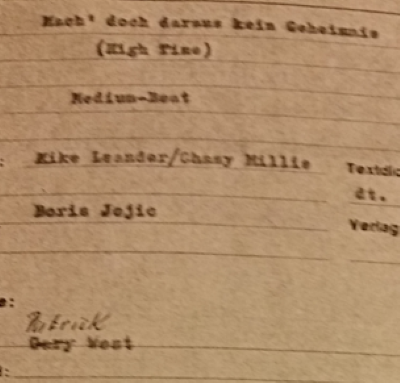 Mach' doch daraus kein Geheimnis
(High Time)
Medium-Beat
: Mike Leander/Chasy Millie Textdic
dt.
Boris Jojic
Verlag
e:
Patrick
Gary West
: